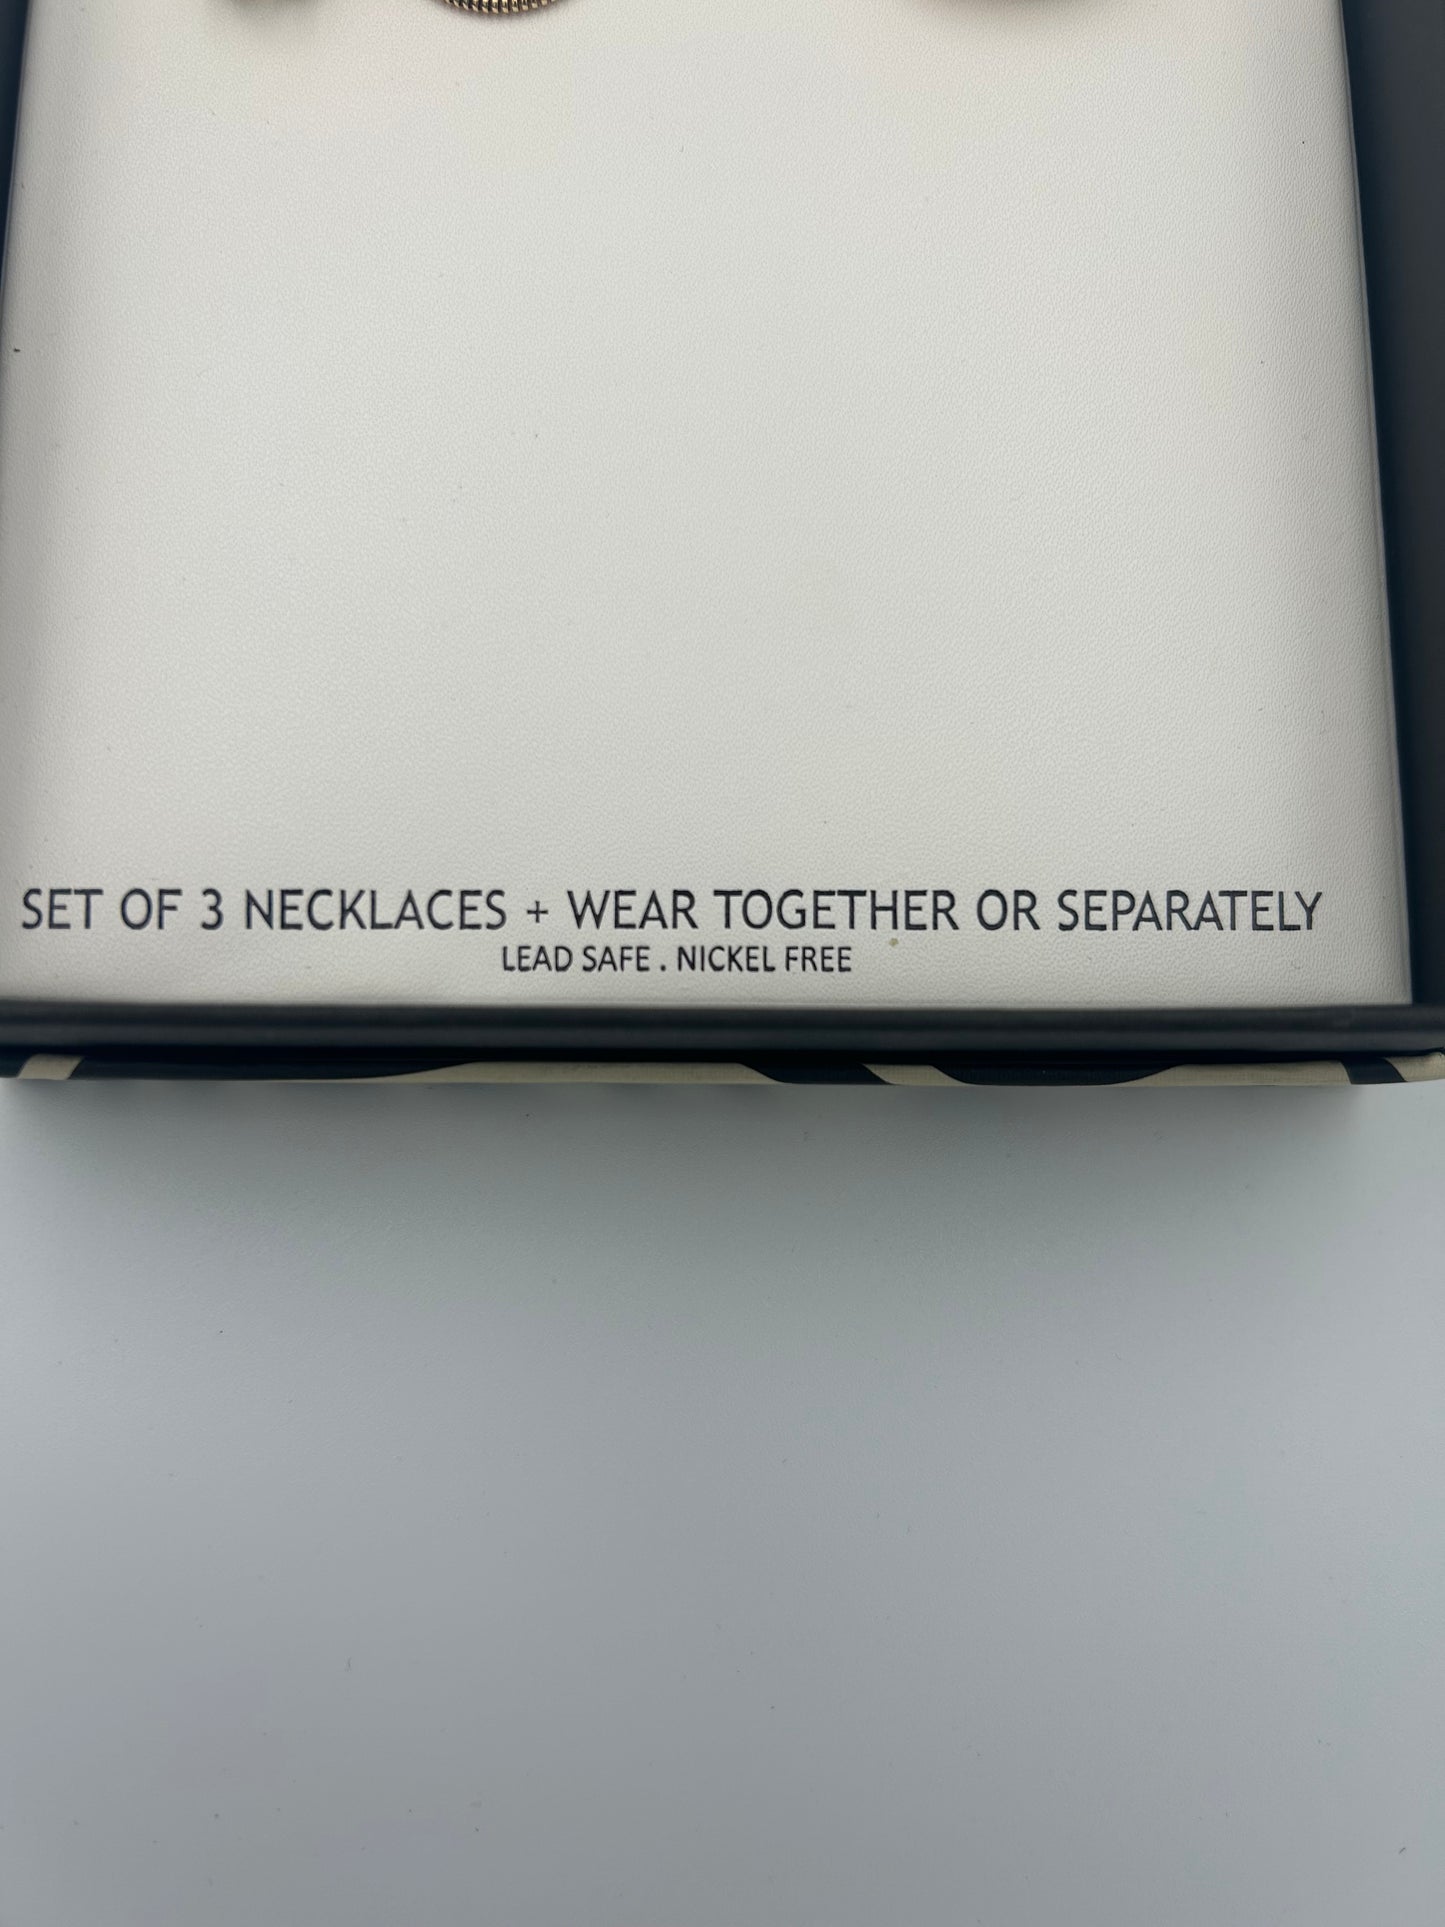 SET OF 3 NECKLACES + WEAR TOGETHER OR SEPARATELY
LEAD SAFE . NICKEL FREE